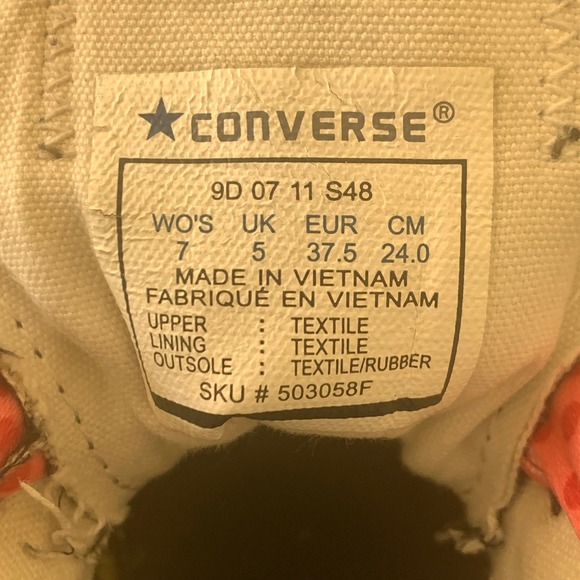 ★CONVERSE®
9D 07 11 S48
WO'S UK EUR CM
7 5 37.5 24.0
MADE IN VIETNAM
FABRIQUÉ EN VIETNAM
UPPER : TEXTILE
LINING : TEXTILE
OUTSOLE : TEXTILE/RUBBER
SKU # 503058F